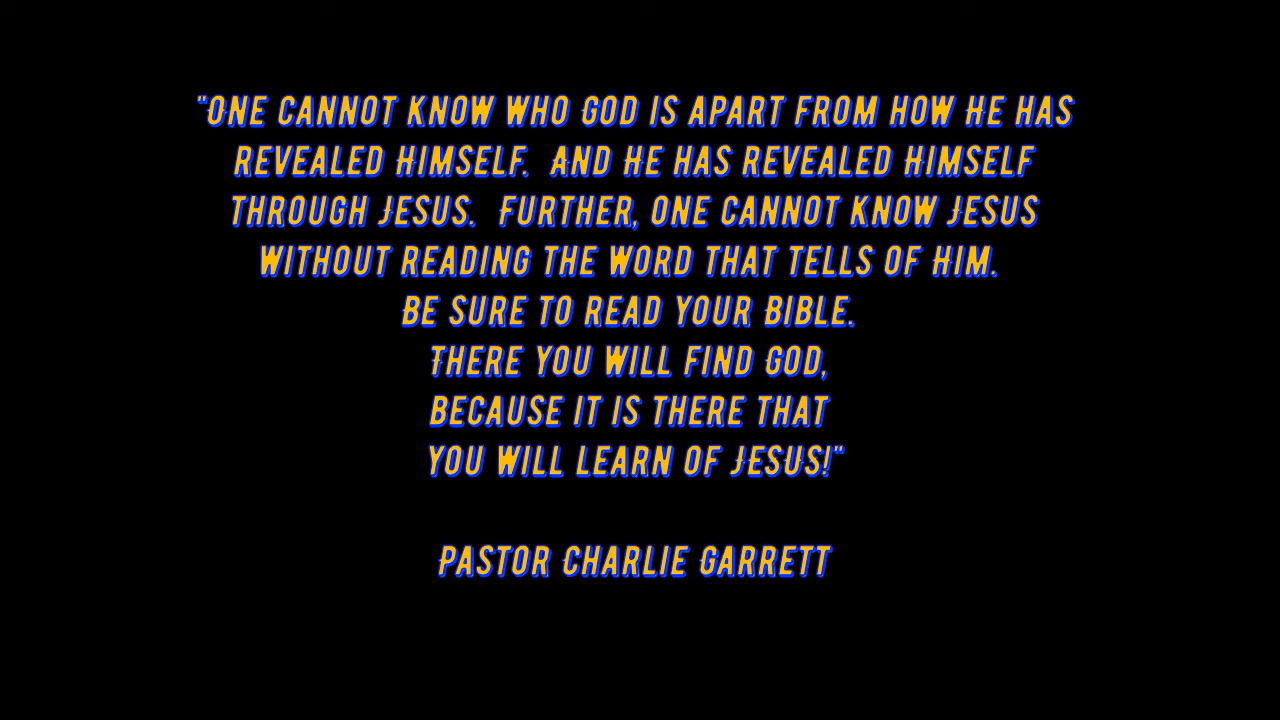 "One cannot know who God is apart from how He has
revealed Himself.  And He has revealed Himself
through Jesus.  Further, one cannot know Jesus
without reading the Word that tells of Him.
Be sure to read your Bible.
There you will find God,
because it is there that
you will learn of Jesus!"
Pastor Charlie Garrett